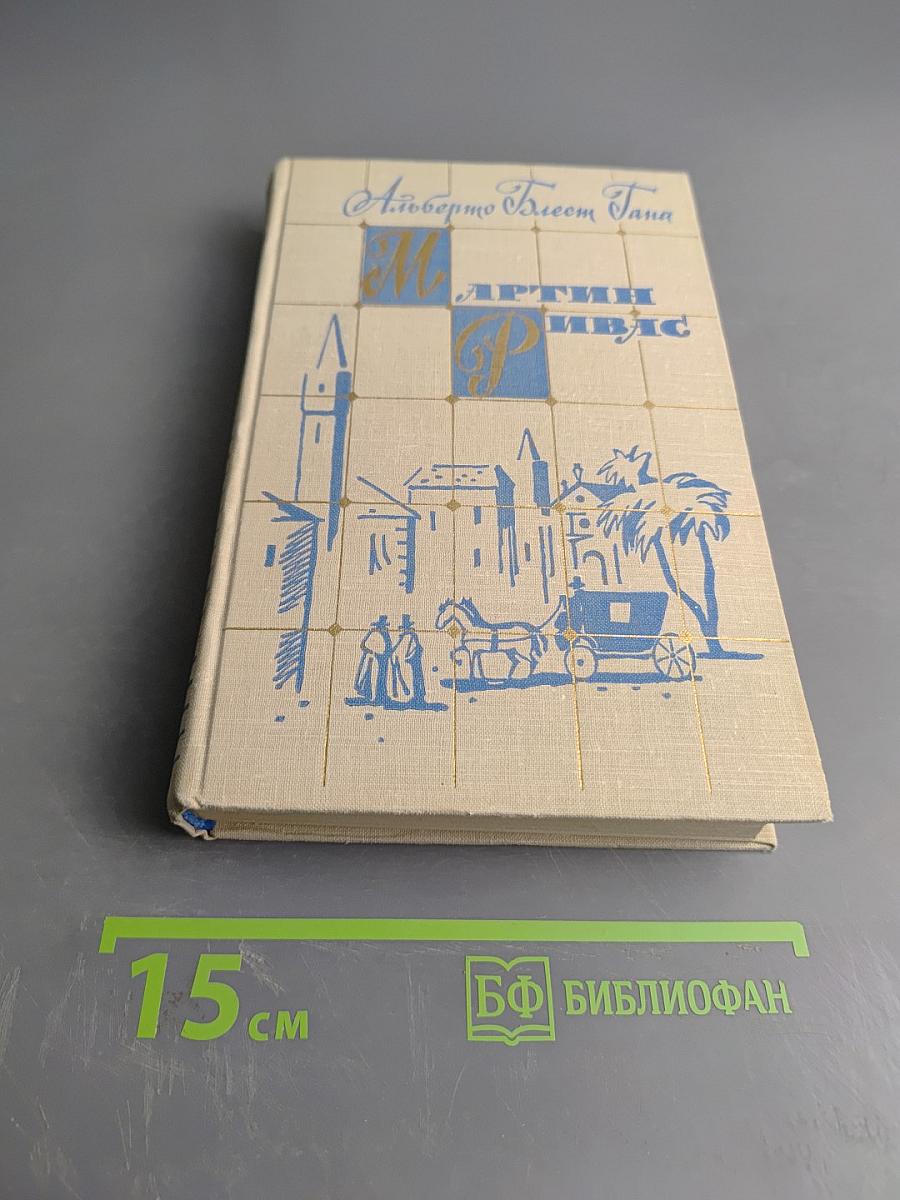 Альберто Блест Гана
МАРТИН
РИВАС
15 см
БФ БИБЛИОФАН